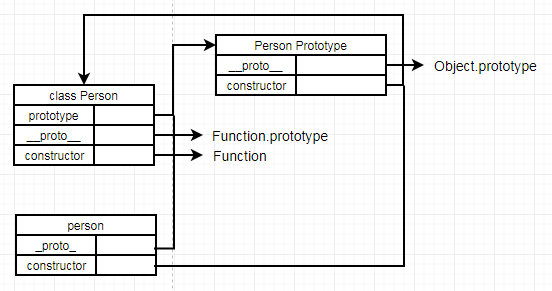 Person Prototype
__proto__
Object.prototype
constructor
class Person
prototype
__proto__
Function.prototype
constructor
Function
person
_proto_
constructor